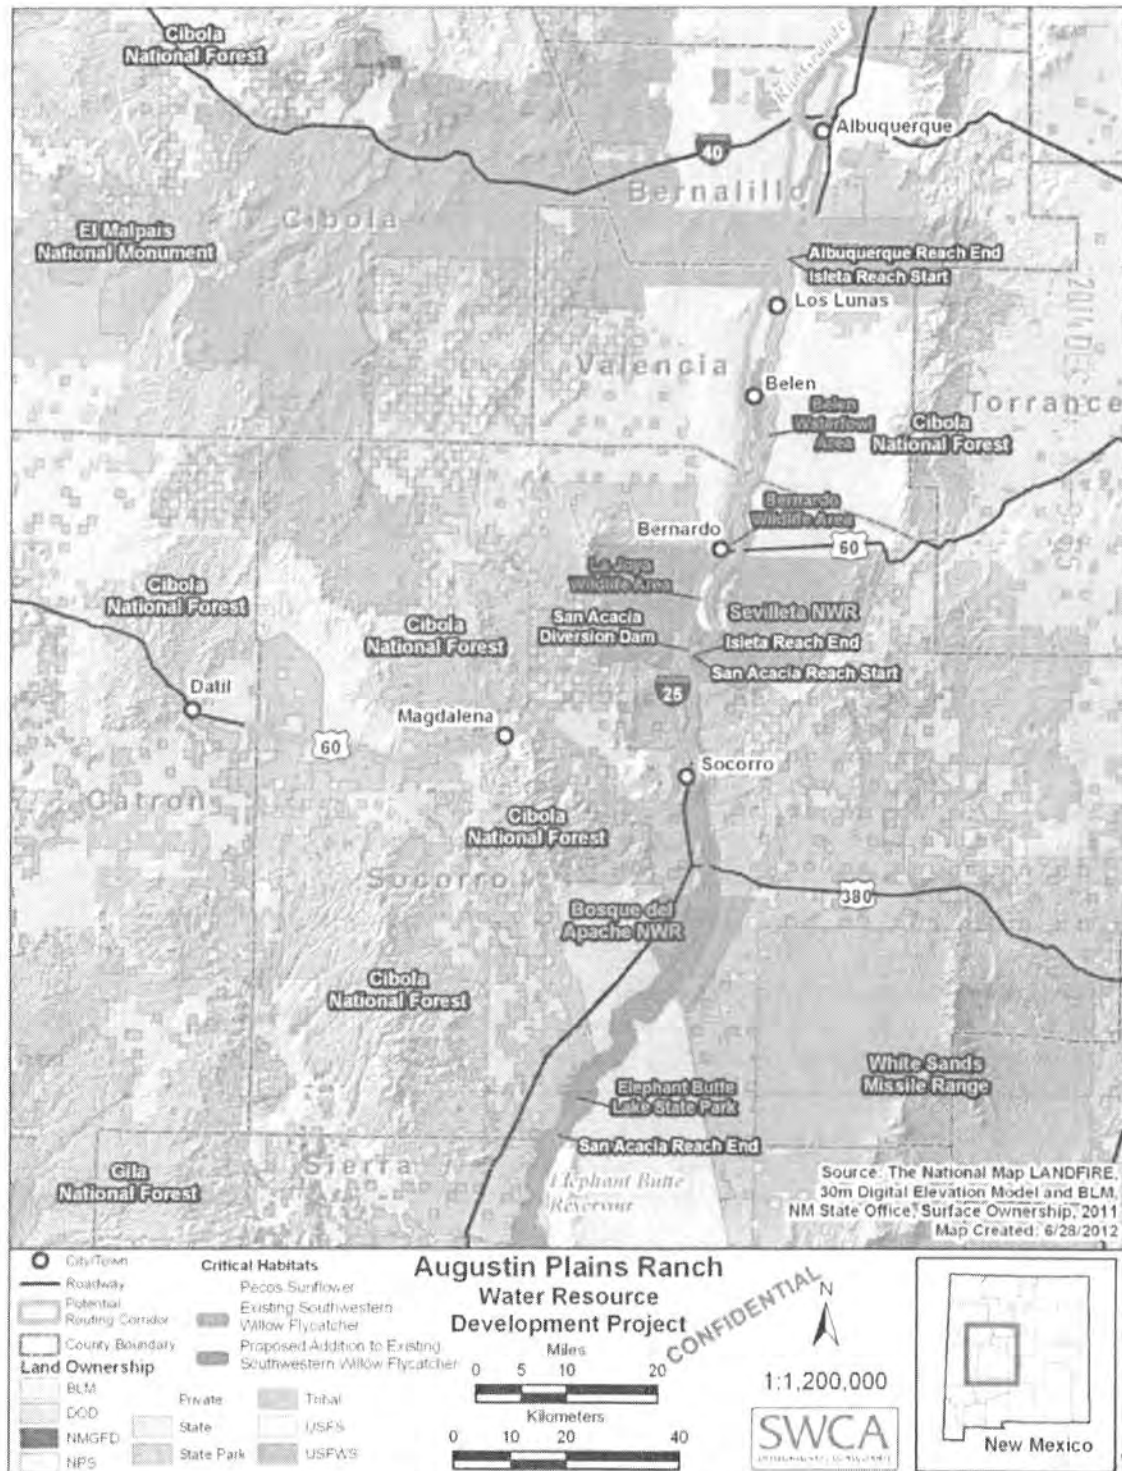 Cibola
National Forest
Rio Grande
Albuquerque
40
Bernalillo
Cibola
El Malpais
National Monument
Albuquerque Reach End
Isleta Reach Start
Los Lunas
Valencia
Belen
Belen
Waterfowl
Area
Torrance
Cibola
National Forest
Bernardo
Wildlife Area
Bernardo
60
La Joya
Wildlife Area
Cibola
National Forest
Sevilleta NWR
San Acacia
Diversion Dam
Cibola
National Forest
Isleta Reach End
San Acacia Reach Start
Datil
25
Magdalena
60
Socorro
Catron
Cibola
National Forest
Socorro
380
Bosque del
Apache NWR
Cibola
National Forest
White Sands
Missile Range
Elephant Butte
Lake State Park
San Acacia Reach End
Gila
National Forest
Sierra
Elephant Butte
Reservoir
Source: The National Map LANDFIRE,
30m Digital Elevation Model and BLM,
NM State Office, Surface Ownership, 2011
Map Created: 6/28/2012
City/Town
Roadway
Potential
Routing Corridor
County Boundary
Land Ownership
BLM
DOD
NMGFD
NPS
Private
State
State Park
Tribal
USFS
USFWS
Critical Habitats
Pecos Sunflower
Existing Southwestern
Willow Flycatcher
Proposed Addition to Existing
Southwestern Willow Flycatcher
Augustin Plains Ranch
Water Resource
Development Project
CONFIDENTIAL
Miles
0 5 10 20
Kilometers
0 10 20 40
N
1:1,200,000
SWCA
New Mexico